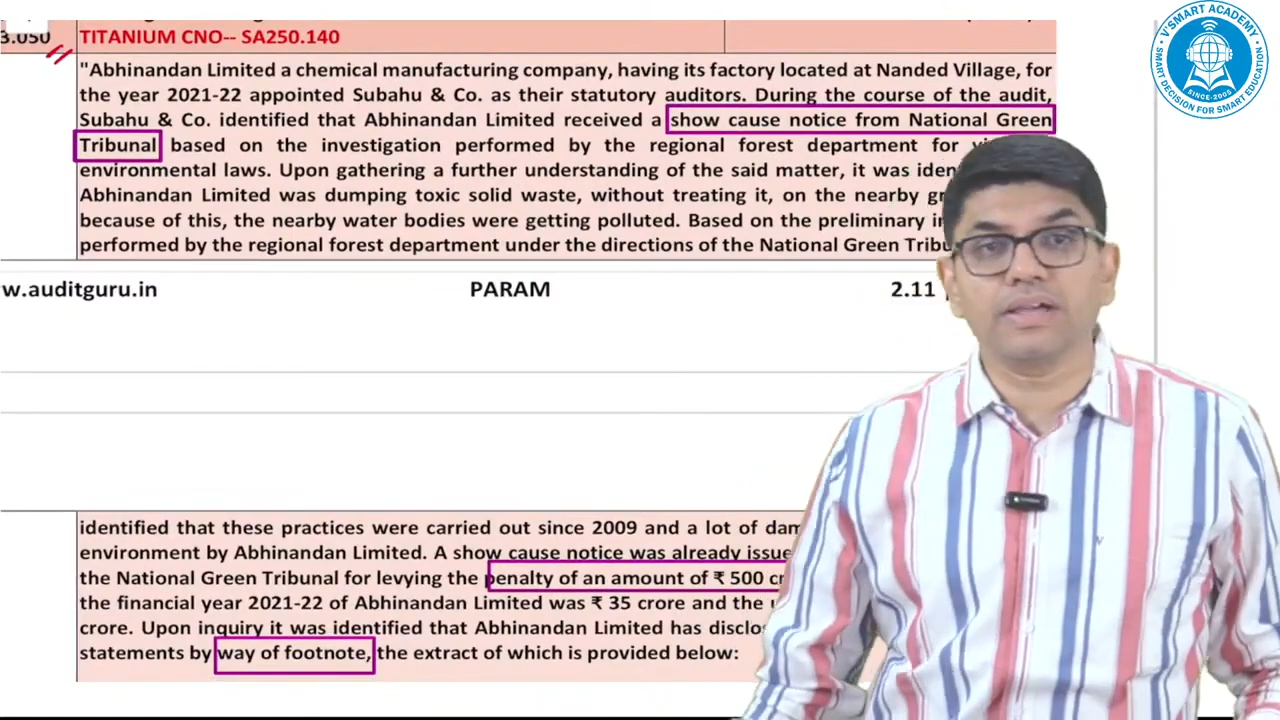 3.050 TITANIUM CNO-- SA250.140
"Abhinandan Limited a chemical manufacturing company, having its factory located at Nanded Village, for
the year 2021-22 appointed Subahu & Co. as their statutory auditors. During the course of the audit,
Subahu & Co. identified that Abhinandan Limited received a show cause notice from National Green
Tribunal based on the investigation performed by the regional forest department for
environmental laws. Upon gathering a further understanding of the said matter, it was
Abhinandan Limited was dumping toxic solid waste, without treating it, on the nearby
because of this, the nearby water bodies were getting polluted. Based on the preliminary
performed by the regional forest department under the directions of the National Green
w.auditguru.in PARAM 2.11
identified that these practices were carried out since 2009 and a lot of
environment by Abhinandan Limited. A show cause notice was already
the National Green Tribunal for levying the penalty of an amount of ₹ 500
the financial year 2021-22 of Abhinandan Limited was ₹ 35 crore and the
crore. Upon inquiry it was identified that Abhinandan Limited has
statements by way of footnote, the extract of which is provided below:
V'SMART ACADEMY
SINCE-2005
SMART DECISION FOR SMART EDUCATION